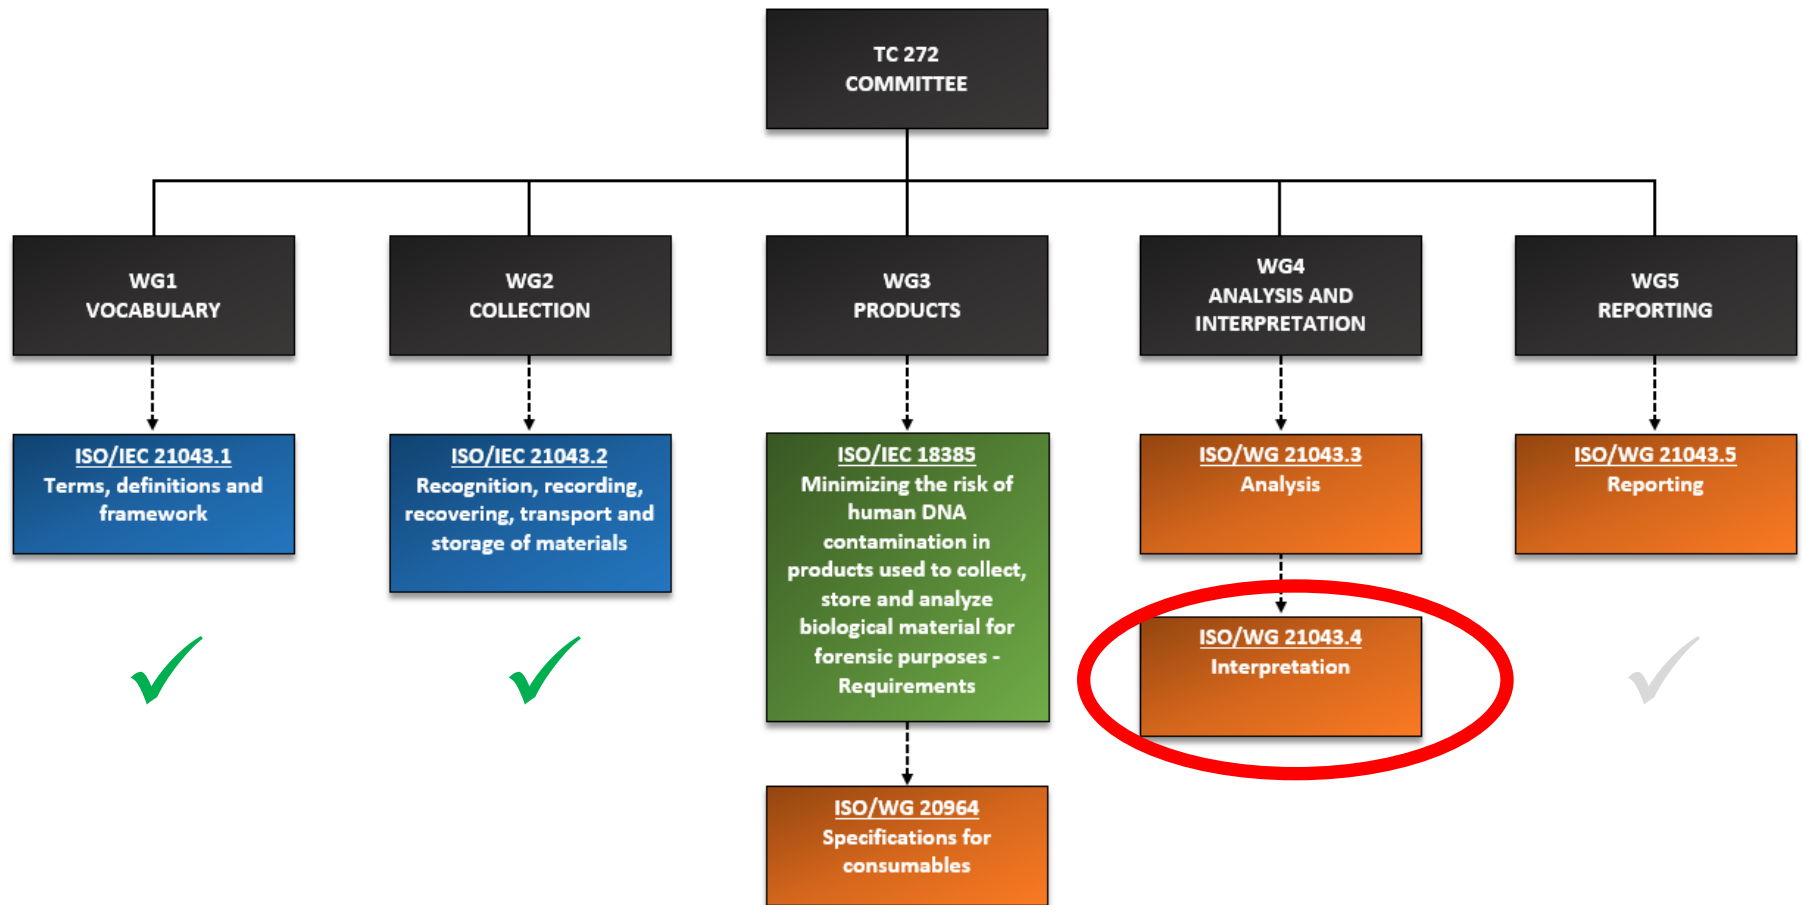 TC 272
COMMITTEE
WG1
VOCABULARY
WG2
COLLECTION
WG3
PRODUCTS
WG4
ANALYSIS AND
INTERPRETATION
WG5
REPORTING
ISO/IEC 21043.1
Terms, definitions and
framework
ISO/IEC 21043.2
Recognition, recording,
recovering, transport and
storage of materials
ISO/IEC 18385
Minimizing the risk of
human DNA
contamination in
products used to collect,
store and analyze
biological material for
forensic purposes -
Requirements
ISO/WG 20964
Specifications for
consumables
ISO/WG 21043.3
Analysis
ISO/WG 21043.4
Interpretation
ISO/WG 21043.5
Reporting